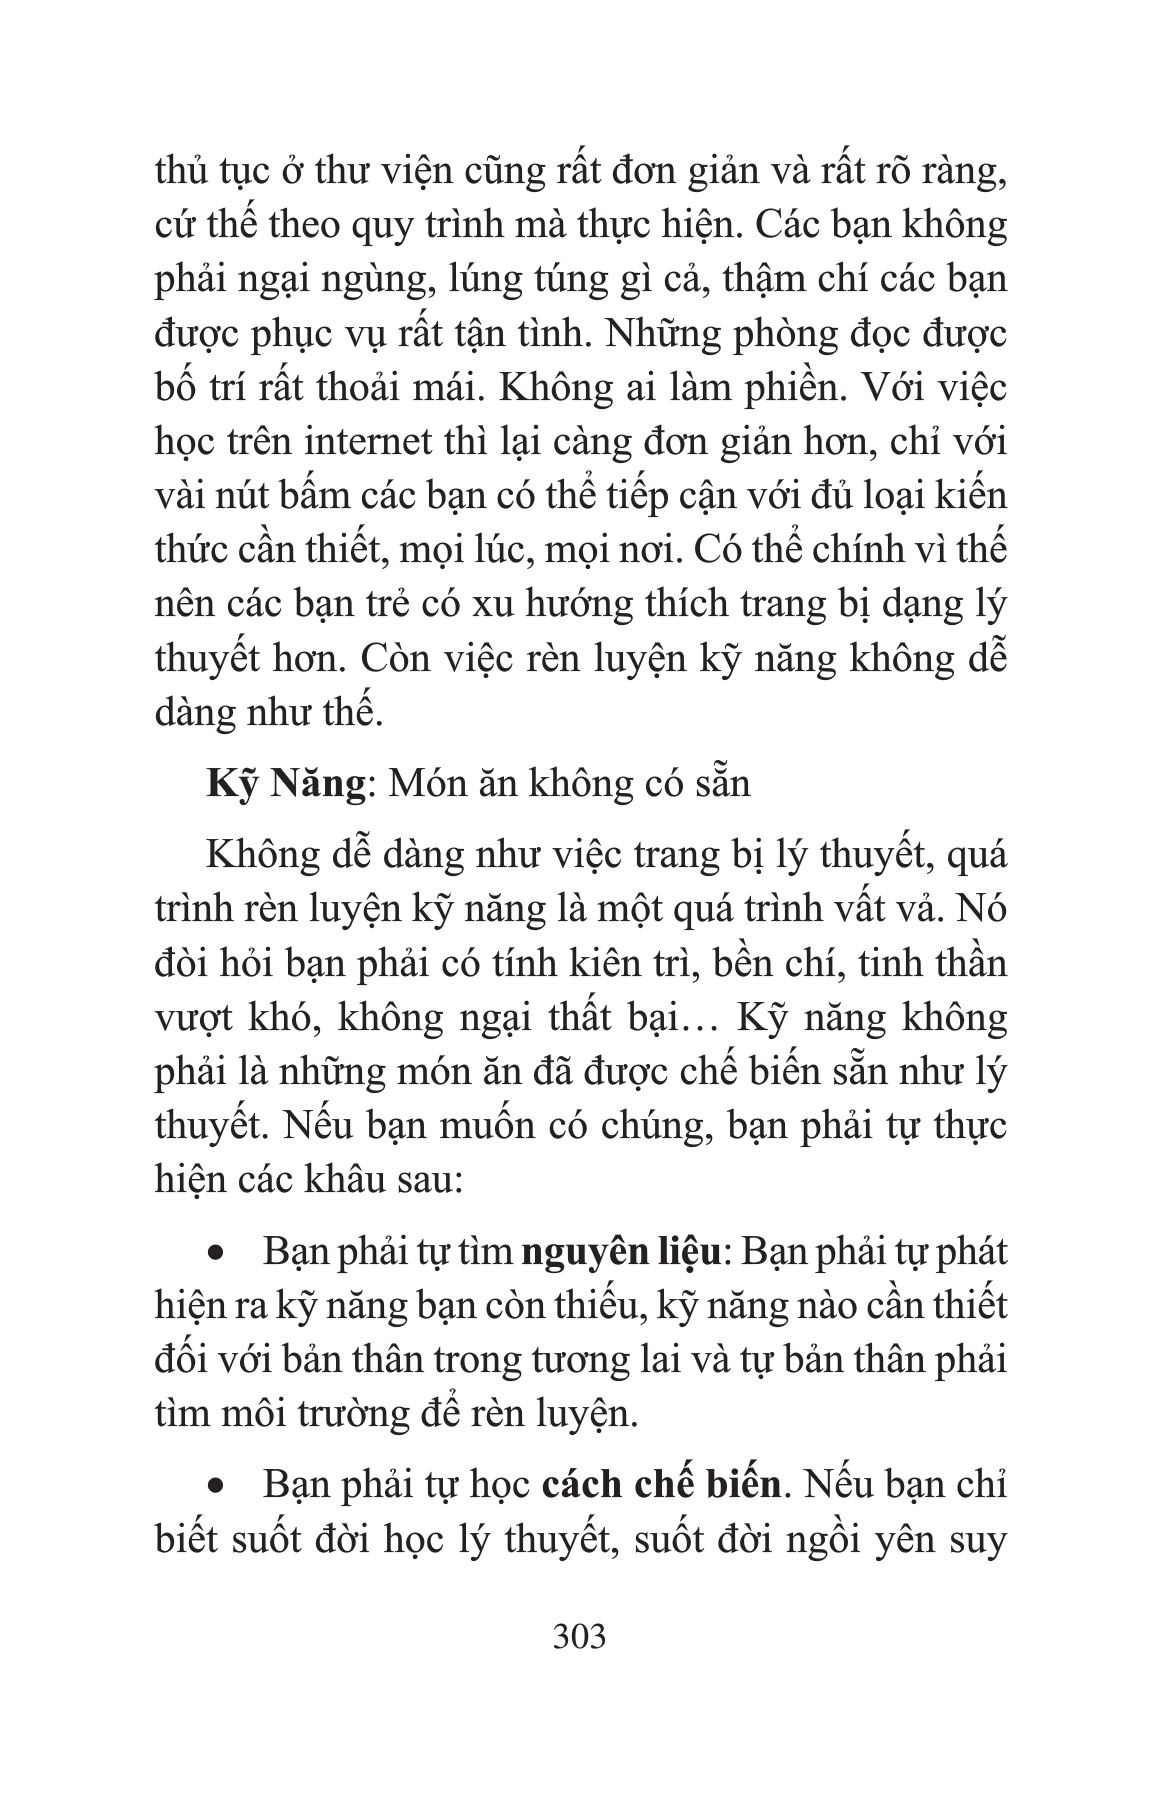 thủ tục ở thư viện cũng rất đơn giản và rất rõ ràng,
cứ thế theo quy trình mà thực hiện. Các bạn không
phải ngại ngùng, lúng túng gì cả, thậm chí các bạn
được phục vụ rất tận tình. Những phòng đọc được
bố trí rất thoải mái. Không ai làm phiền. Với việc
học trên internet thì lại càng đơn giản hơn, chỉ với
vài nút bấm các bạn có thể tiếp cận với đủ loại kiến
thức cần thiết, mọi lúc, mọi nơi. Có thể chính vì thế
nên các bạn trẻ có xu hướng thích trang bị dạng lý
thuyết hơn. Còn việc rèn luyện kỹ năng không dễ
dàng như thế.
Kỹ Năng: Món ăn không có sẵn
Không dễ dàng như việc trang bị lý thuyết, quá
trình rèn luyện kỹ năng là một quá trình vất vả. Nó
đòi hỏi bạn phải có tính kiên trì, bền chí, tinh thần
vượt khó, không ngại thất bại… Kỹ năng không
phải là những món ăn đã được chế biến sẵn như lý
thuyết. Nếu bạn muốn có chúng, bạn phải tự thực
hiện các khâu sau:
• Bạn phải tự tìm nguyên liệu: Bạn phải tự phát
hiện ra kỹ năng bạn còn thiếu, kỹ năng nào cần thiết
đối với bản thân trong tương lai và tự bản thân phải
tìm môi trường để rèn luyện.
• Bạn phải tự học cách chế biến. Nếu bạn chỉ
biết suốt đời học lý thuyết, suốt đời ngồi yên suy
303